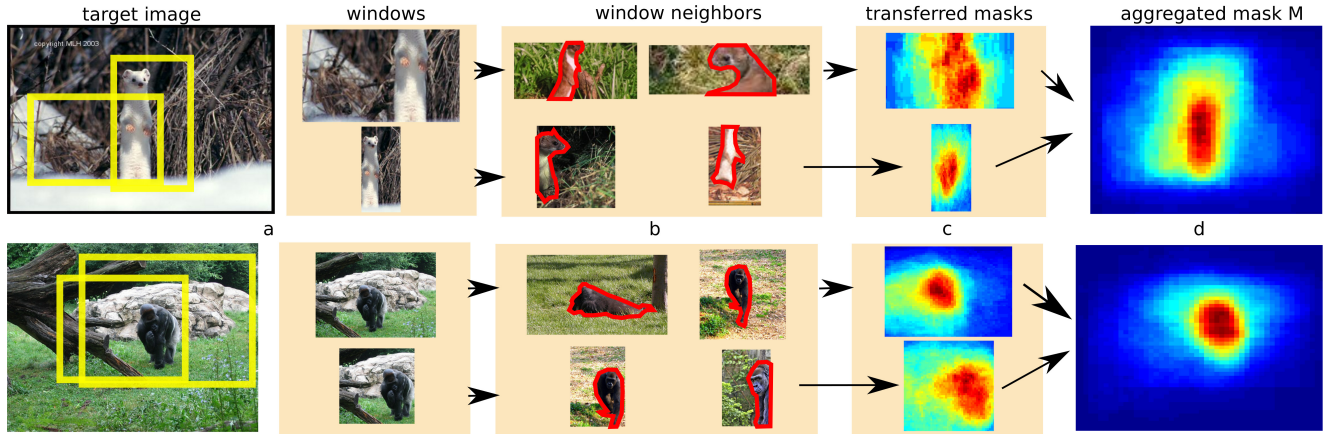 target image
windows
window neighbors
transferred masks
aggregated mask M
copyright MLH 2003
a
b
c
d